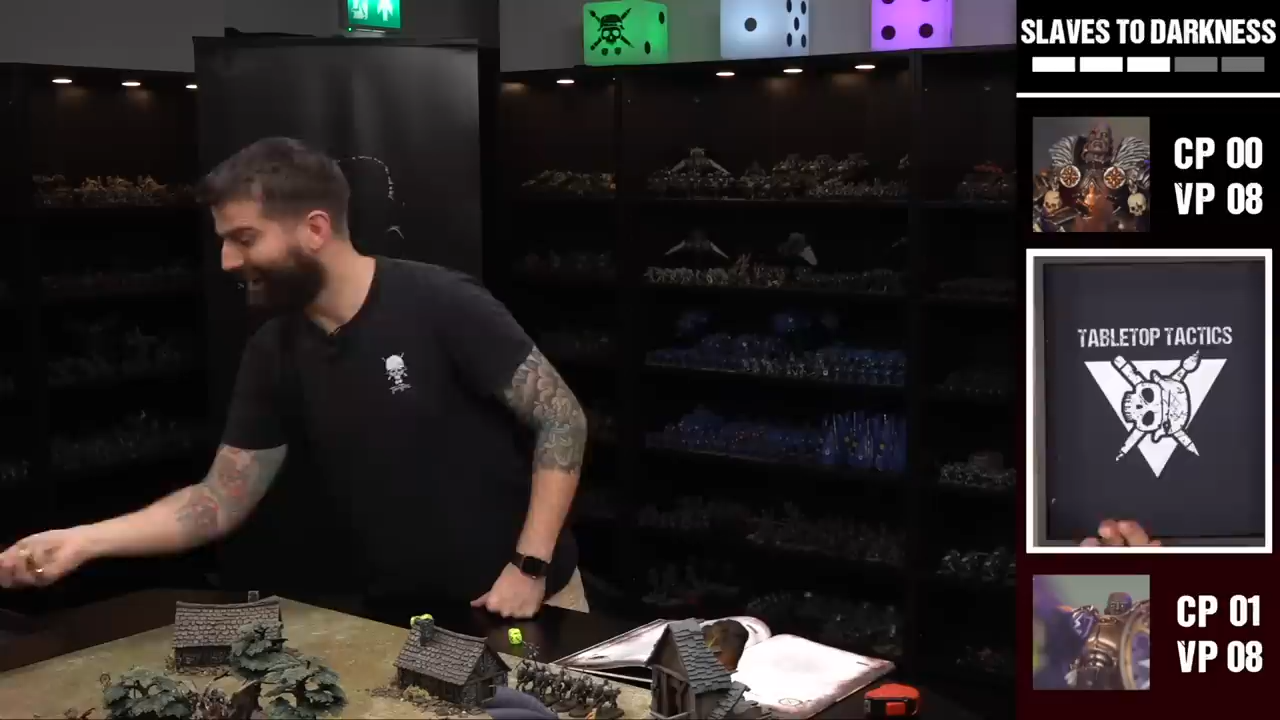 SLAVES TO DARKNESS
CP 00
VP 08
TABLETOP TACTICS
CP 01
VP 08